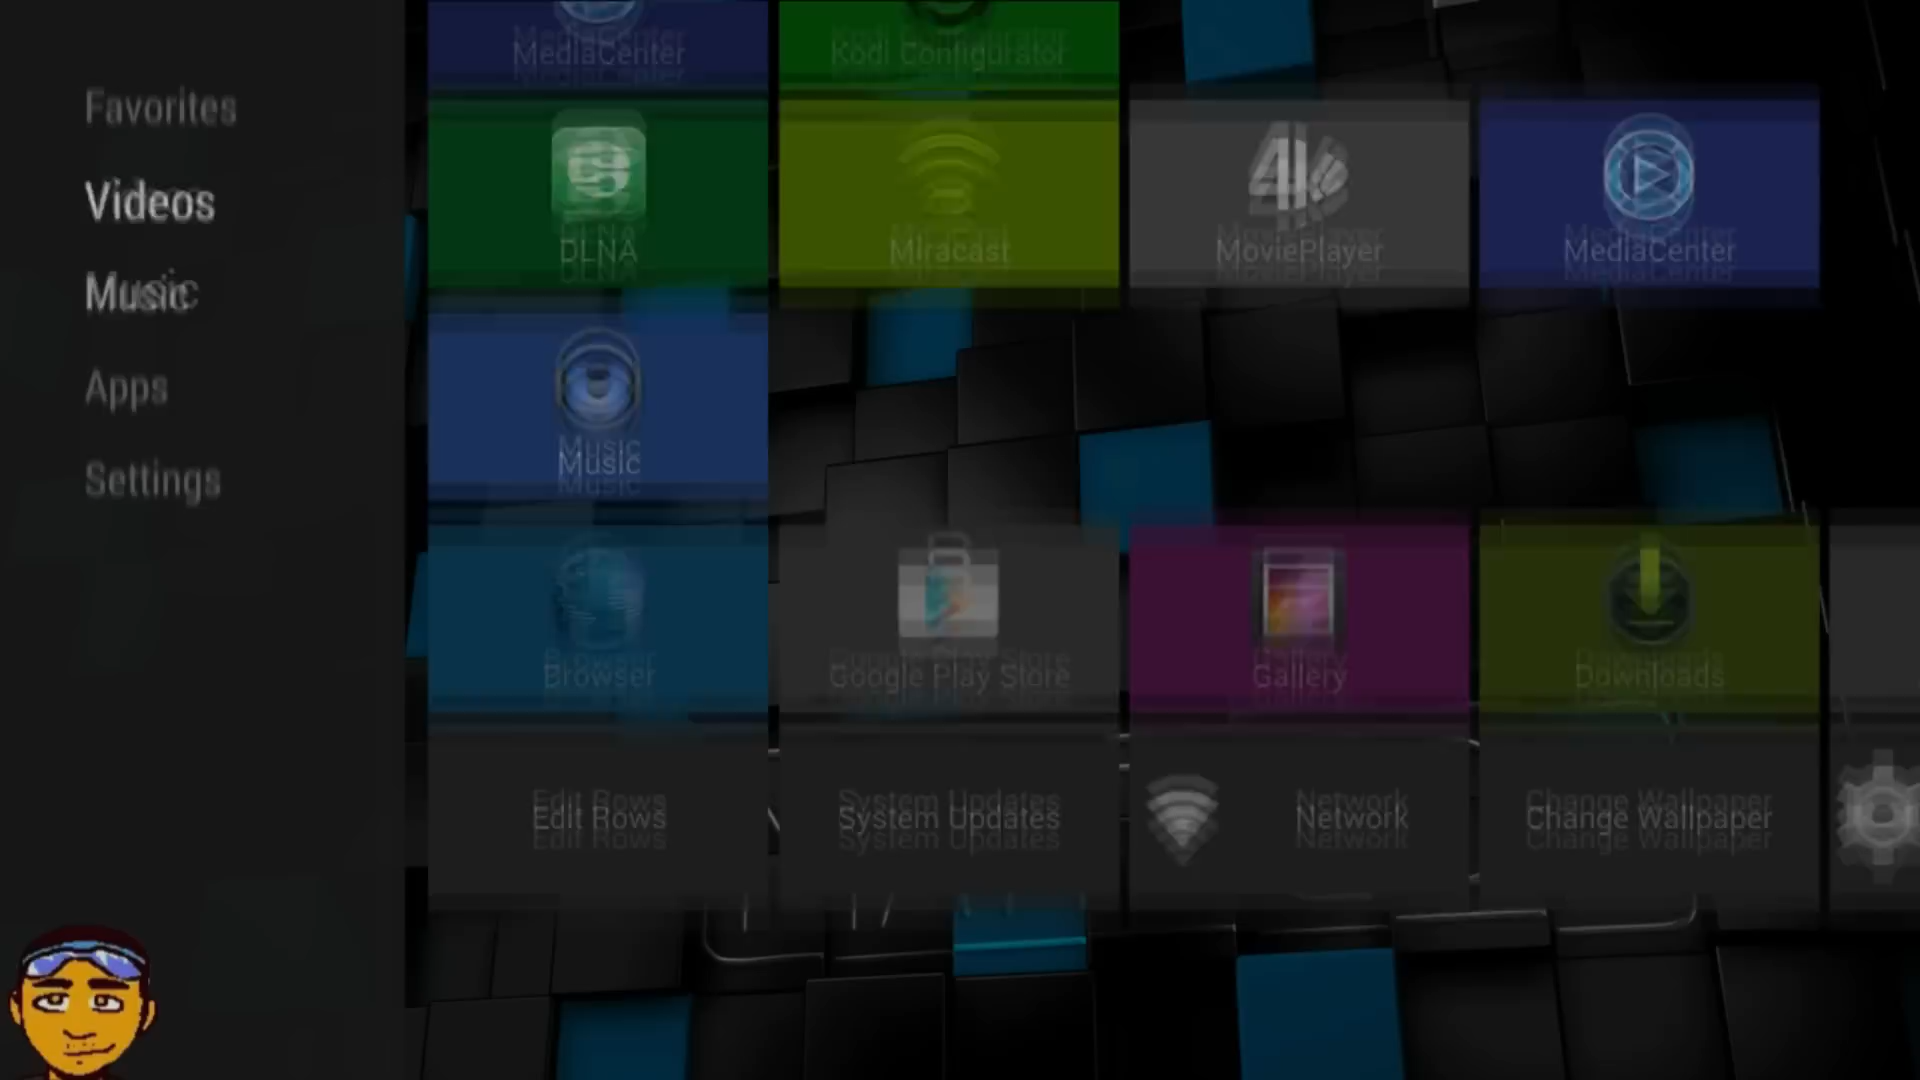 Favorites
Videos
Music
Apps
Settings
MediaCenter
Kodi Configurator
DLNA
Miracast
MoviePlayer
MediaCenter
Music
Browser
Google Play Store
Gallery
Downloads
Edit Rows
System Updates
Network
Change Wallpaper